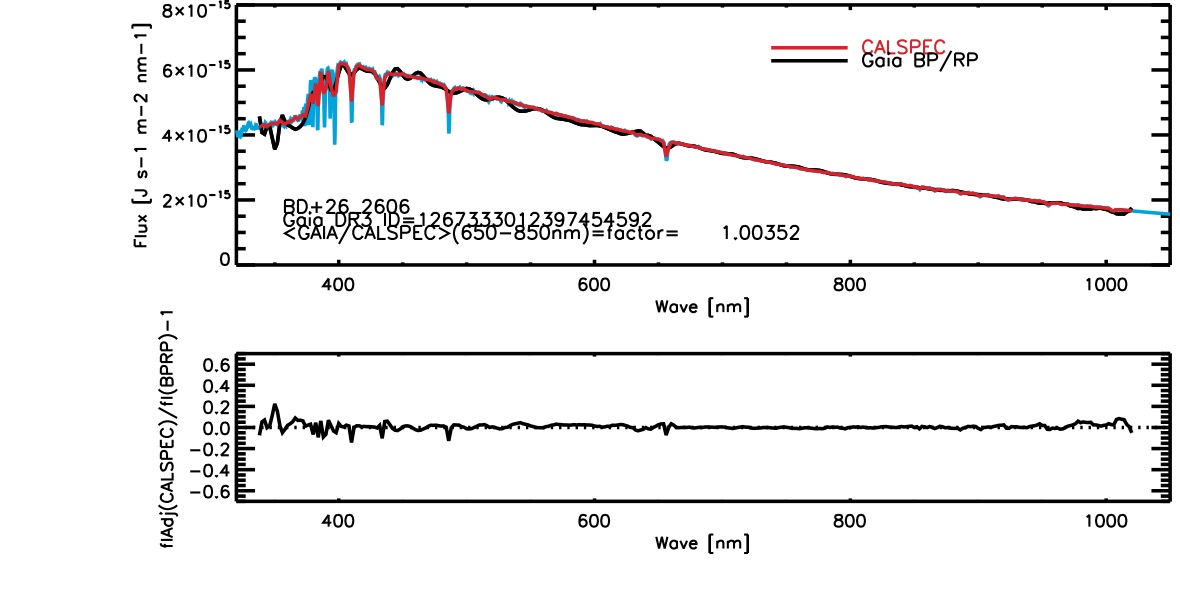 8×10−15
6×10−15
4×10−15
2×10−15
0
Flux [J s−1 m−2 nm−1]
CALSPEC
Gaia BP/RP
BD+26 2606
Gaia DR3 ID=1267333012397454592
<GAIA/CALSPEC>(650−850nm)=factor= 1.00352
400 600 800 1000
Wave [nm]
flAdj(CALSPEC)/fl(BPRP)−1
0.6
0.4
0.2
0.0
−0.2
−0.4
−0.6
400 600 800 1000
Wave [nm]